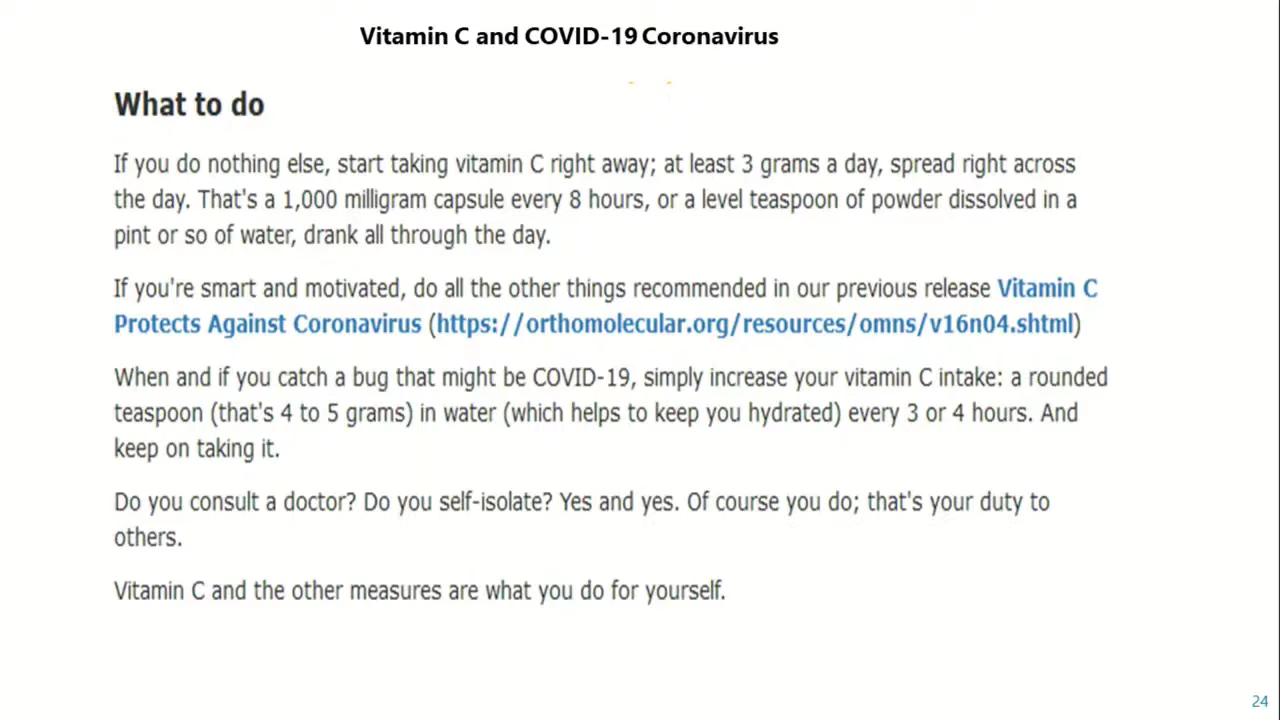 Vitamin C and COVID-19 Coronavirus
What to do
If you do nothing else, start taking vitamin C right away; at least 3 grams a day, spread right across
the day. That's a 1,000 milligram capsule every 8 hours, or a level teaspoon of powder dissolved in a
pint or so of water, drank all through the day.
If you're smart and motivated, do all the other things recommended in our previous release Vitamin C
Protects Against Coronavirus (https://orthomolecular.org/resources/omns/v16n04.shtml)
When and if you catch a bug that might be COVID-19, simply increase your vitamin C intake: a rounded
teaspoon (that's 4 to 5 grams) in water (which helps to keep you hydrated) every 3 or 4 hours. And
keep on taking it.
Do you consult a doctor? Do you self-isolate? Yes and yes. Of course you do; that's your duty to
others.
Vitamin C and the other measures are what you do for yourself.
24